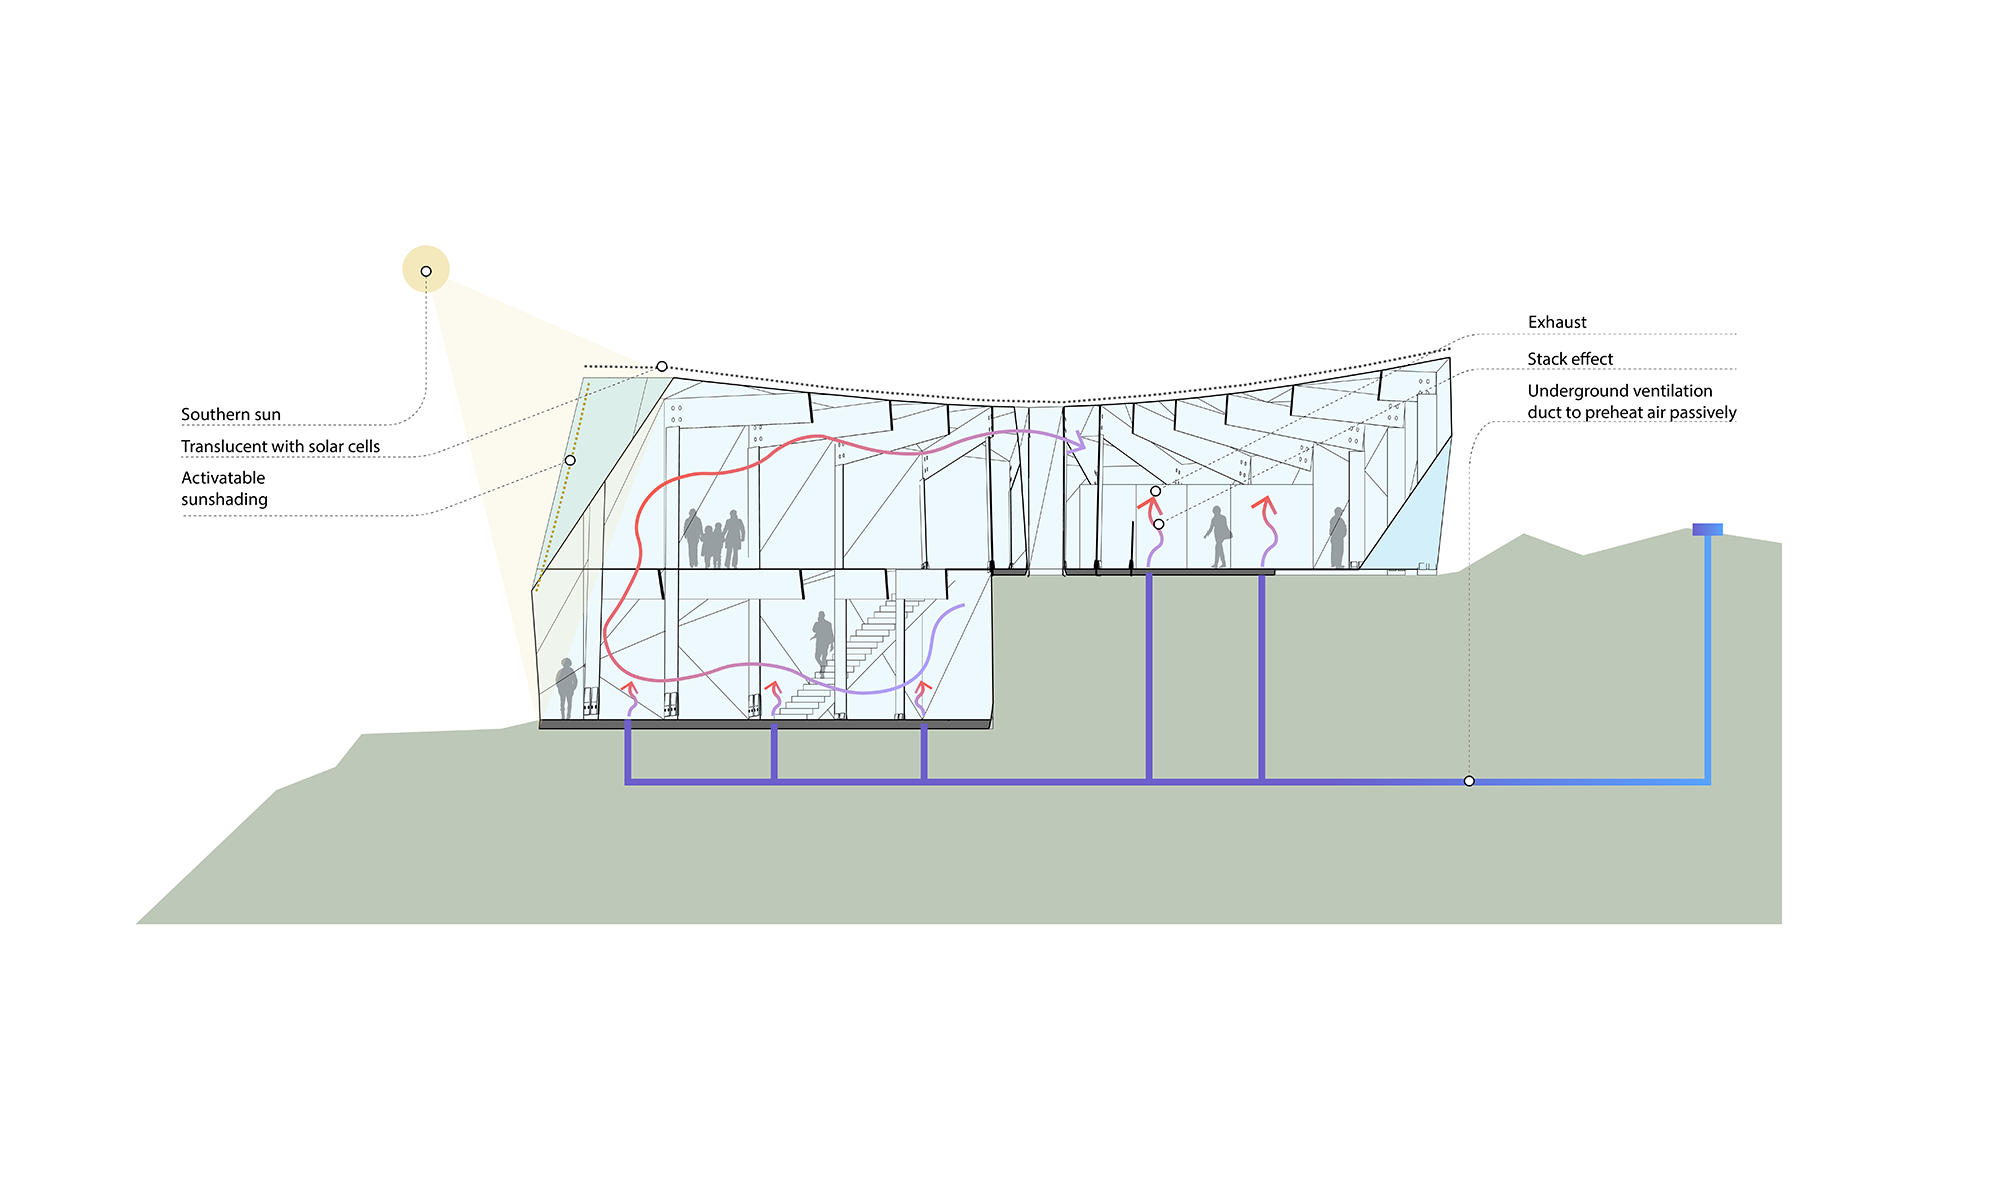 Southern sun
Translucent with solar cells
Activatable
sunshading
Exhaust
Stack effect
Underground ventilation
duct to preheat air passively